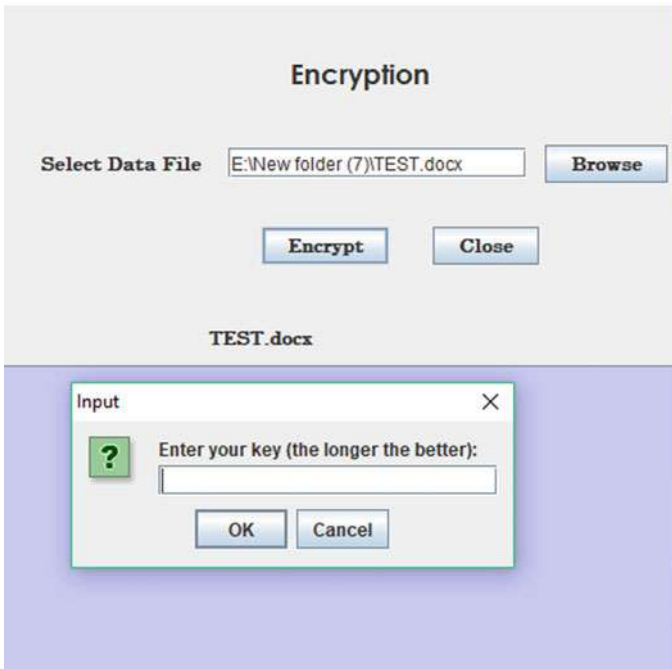 Encryption
Select Data File E:\New folder (7)\TEST.docx Browse
Encrypt Close
TEST.docx
Input
?
Enter your key (the longer the better):
OK Cancel